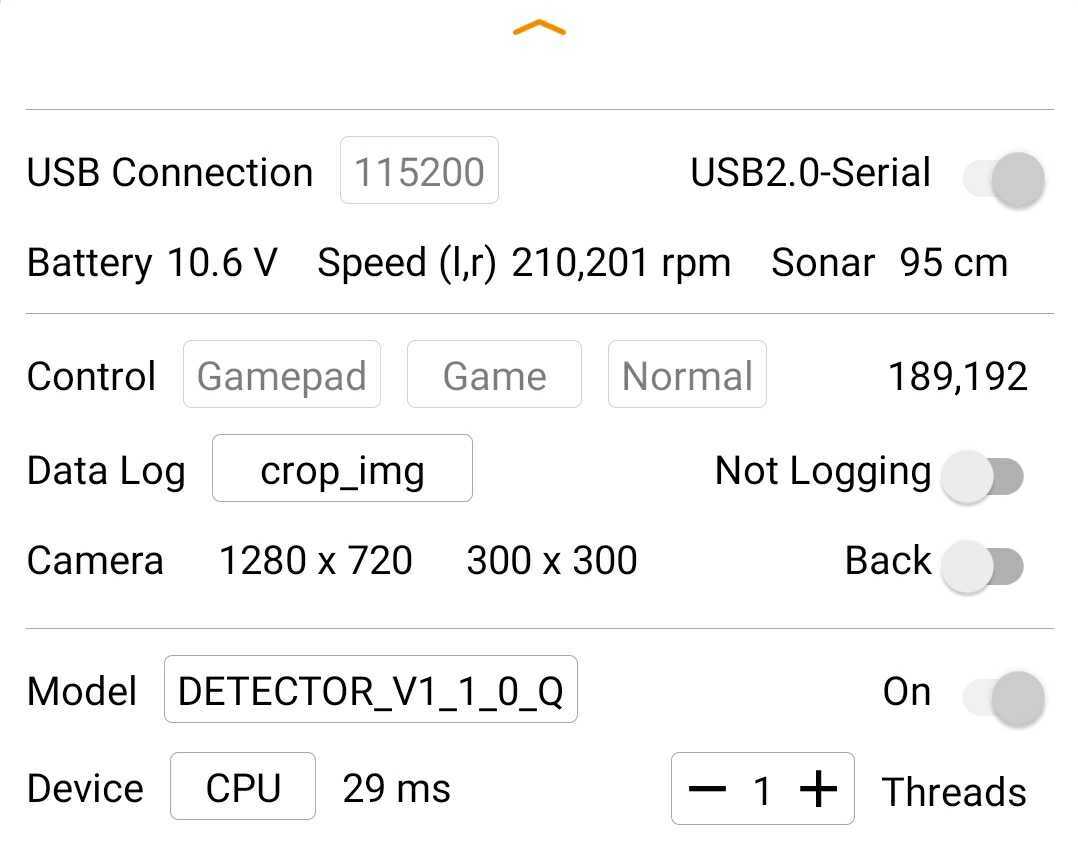 USB Connection 115200 USB2.0-Serial
Battery 10.6 V Speed (l,r) 210,201 rpm Sonar 95 cm
Control Gamepad Game Normal 189,192
Data Log crop_img Not Logging
Camera 1280 x 720 300 x 300 Back
Model DETECTOR_V1_1_0_Q On
Device CPU 29 ms − 1 + Threads